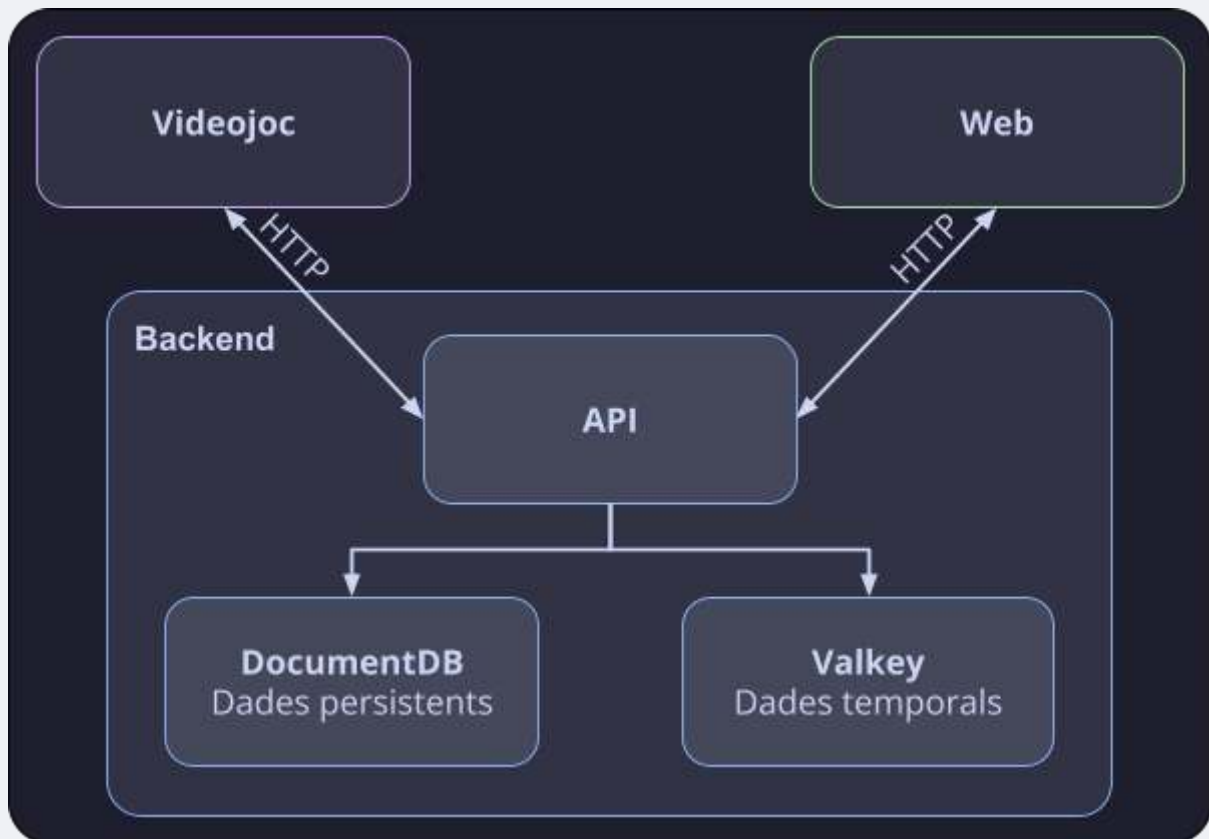 Videojoc
Web
HTTP
HTTP
Backend
API
DocumentDB
Dades persistents
Valkey
Dades temporals